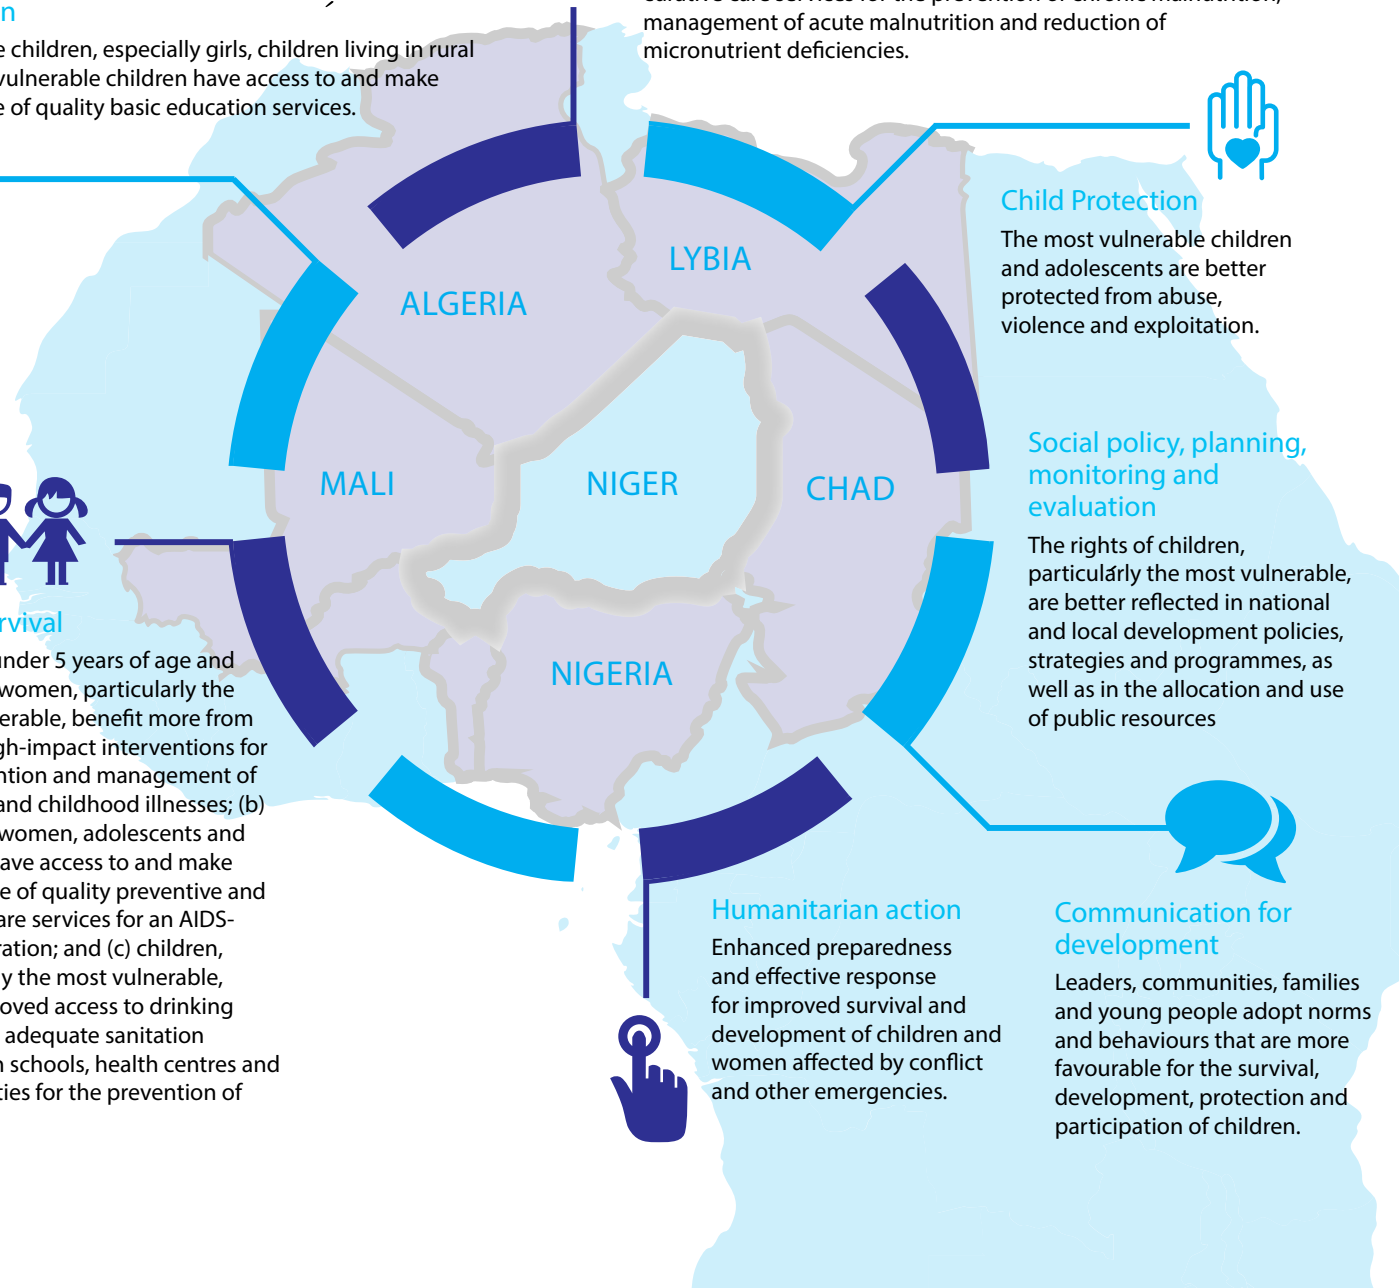 n
e children, especially girls, children living in rural
vulnerable children have access to and make
e of quality basic education services.
curative care services for the prevention of chronic malnutrition,
management of acute malnutrition and reduction of
micronutrient deficiencies.
Child Protection
The most vulnerable children
and adolescents are better
protected from abuse,
violence and exploitation.
LYBIA
ALGERIA
MALI
NIGER
CHAD
NIGERIA
Social policy, planning,
monitoring and
evaluation
The rights of children,
particularly the most vulnerable,
are better reflected in national
and local development policies,
strategies and programmes, as
well as in the allocation and use
of public resources
rvival
under 5 years of age and
women, particularly the
erable, benefit more from
gh-impact interventions for
ntion and management of
and childhood illnesses; (b)
women, adolescents and
ave access to and make
e of quality preventive and
are services for an AIDS-
ration; and (c) children,
y the most vulnerable,
oved access to drinking
adequate sanitation
n schools, health centres and
ties for the prevention of
Humanitarian action
Enhanced preparedness
and effective response
for improved survival and
development of children and
women affected by conflict
and other emergencies.
Communication for
development
Leaders, communities, families
and young people adopt norms
and behaviours that are more
favourable for the survival,
development, protection and
participation of children.